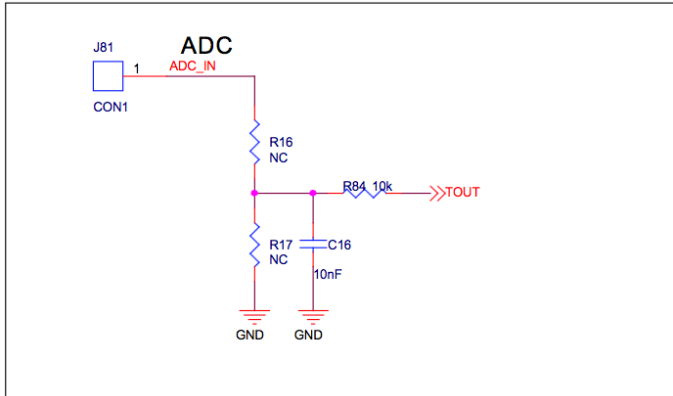 J81
ADC
1
ADC_IN
CON1
R16
NC
R84 10k
TOUT
R17
NC
C16
10nF
GND
GND